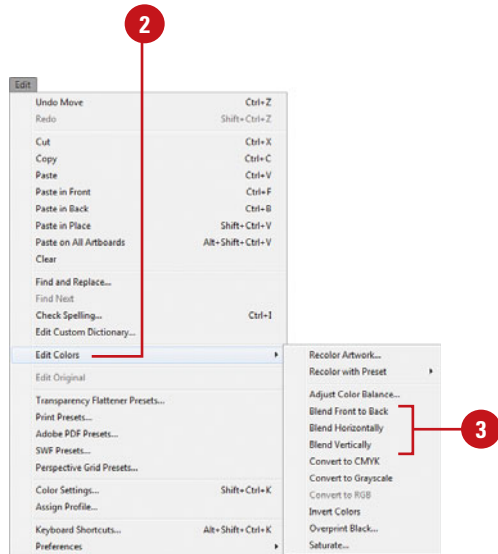 2
Edit
Undo Move Ctrl+Z
Redo Shift+Ctrl+Z
Cut Ctrl+X
Copy Ctrl+C
Paste Ctrl+V
Paste in Front Ctrl+F
Paste in Back Ctrl+B
Paste in Place Shift+Ctrl+V
Paste on All Artboards Alt+Shift+Ctrl+V
Clear
Find and Replace...
Find Next
Check Spelling... Ctrl+I
Edit Custom Dictionary...
Edit Colors
Edit Original
Transparency Flattener Presets...
Print Presets...
Adobe PDF Presets...
SWF Presets...
Perspective Grid Presets...
Color Settings... Shift+Ctrl+K
Assign Profile...
Keyboard Shortcuts... Alt+Shift+Ctrl+K
Preferences
Recolor Artwork...
Recolor with Preset
Adjust Color Balance...
Blend Front to Back
Blend Horizontally
Blend Vertically
Convert to CMYK
Convert to Grayscale
Convert to RGB
Invert Colors
Overprint Black...
Saturate...
3